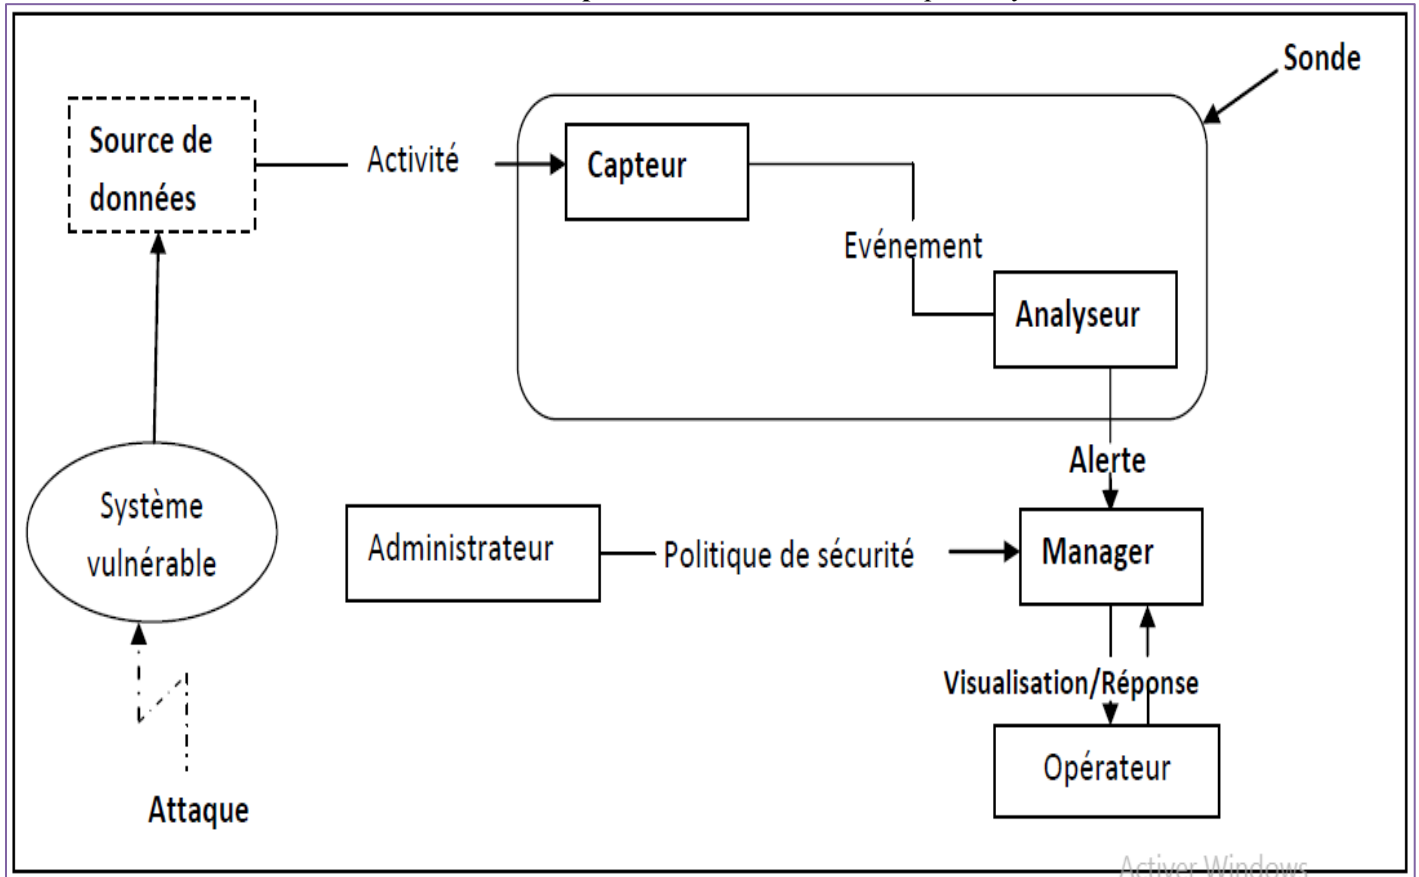 Sonde
Source de
données
Activité
Capteur
Evénement
Analyseur
Alerte
Système
vulnérable
Administrateur
Politique de sécurité
Manager
Visualisation/Réponse
Opérateur
Attaque
Activer Windows